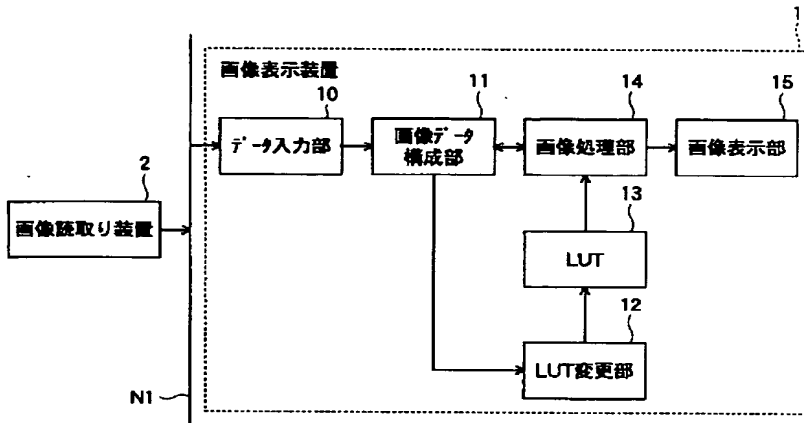 1
画像表示装置
10
データ入力部
11
画像データ
構成部
14
画像処理部
15
画像表示部
2
画像読取り装置
13
LUT
12
LUT変更部
N1